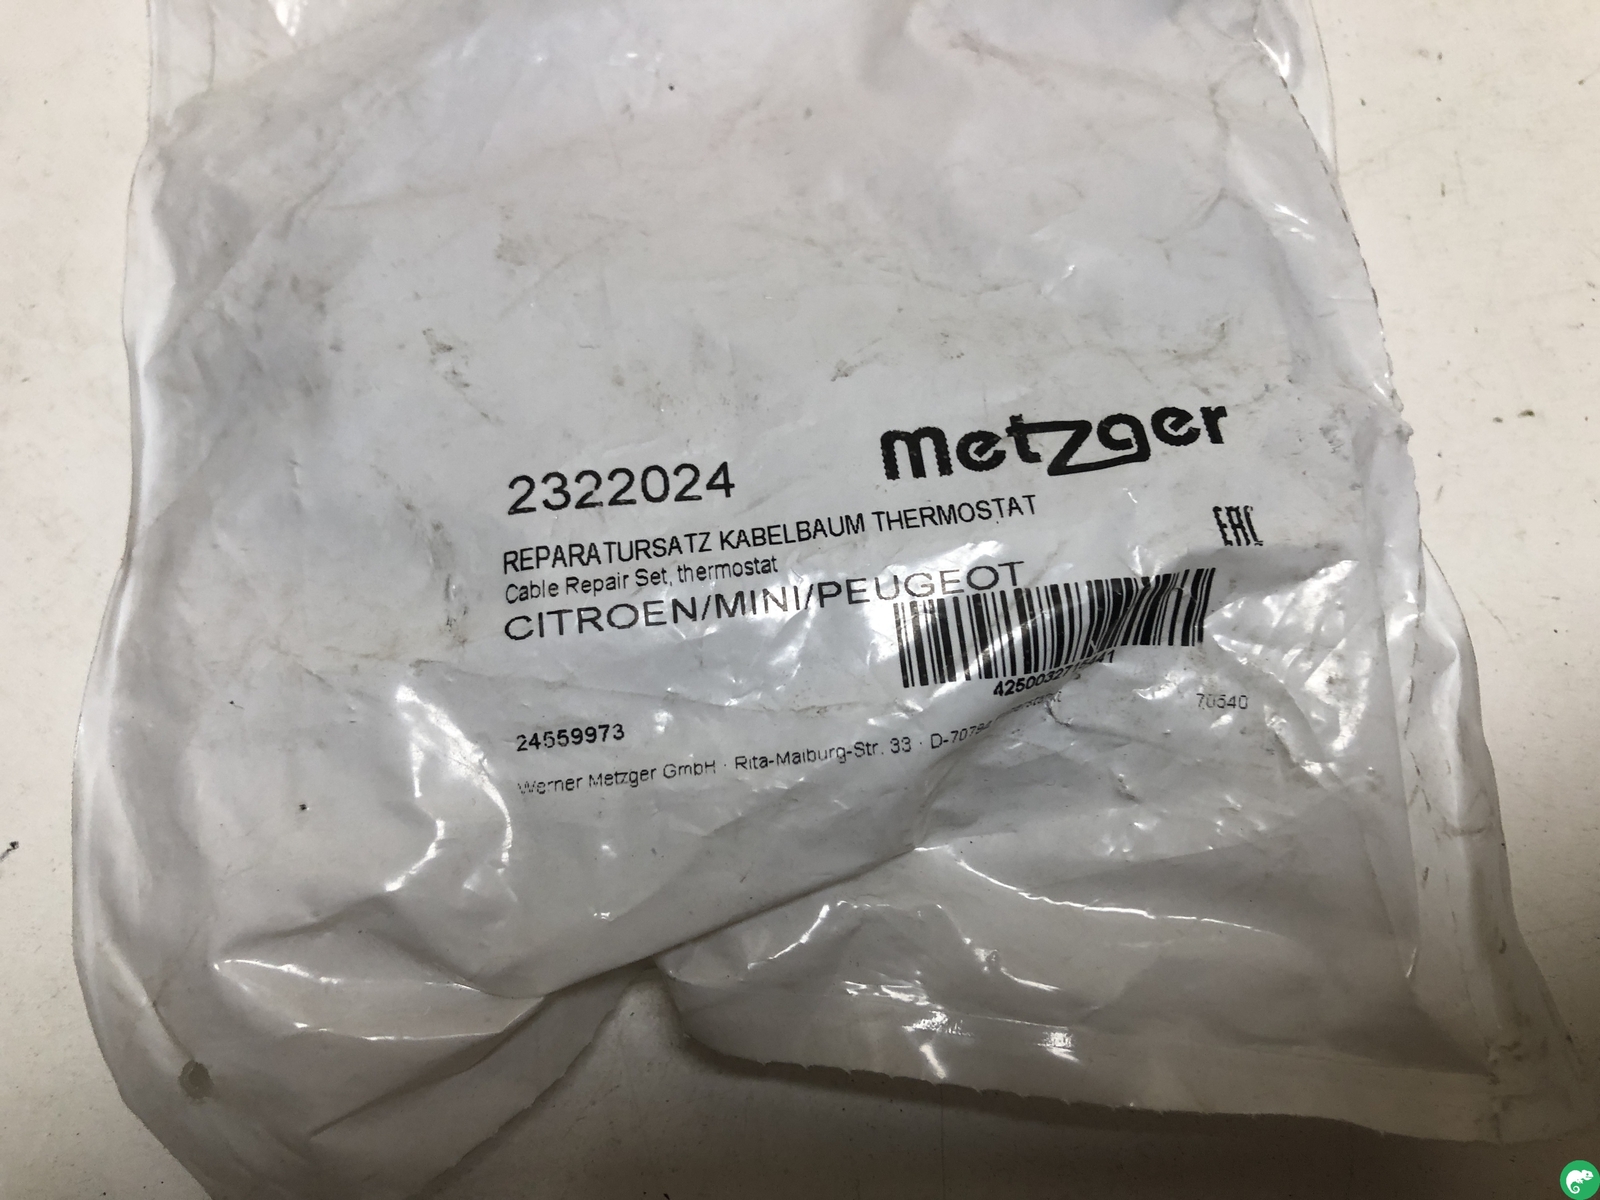 metzger
2322024
REPARATURSATZ KABELBAUM THERMOSTAT
Cable Repair Set, thermostat
EAC
CITROEN/MINI/PEUGEOT
24559973
70540
Werner Metzger GmbH · Rita-Maiburg-Str. 33 ·